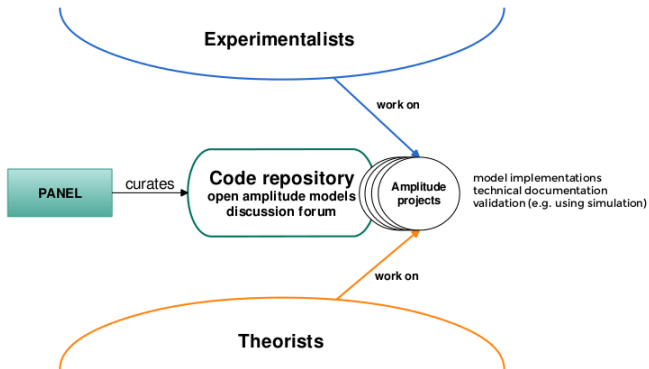 Experimentalists
work on
PANEL
curates
Code repository
open amplitude models
discussion forum
Amplitude
projects
model implementations
technical documentation
validation (e.g. using simulation)
work on
Theorists